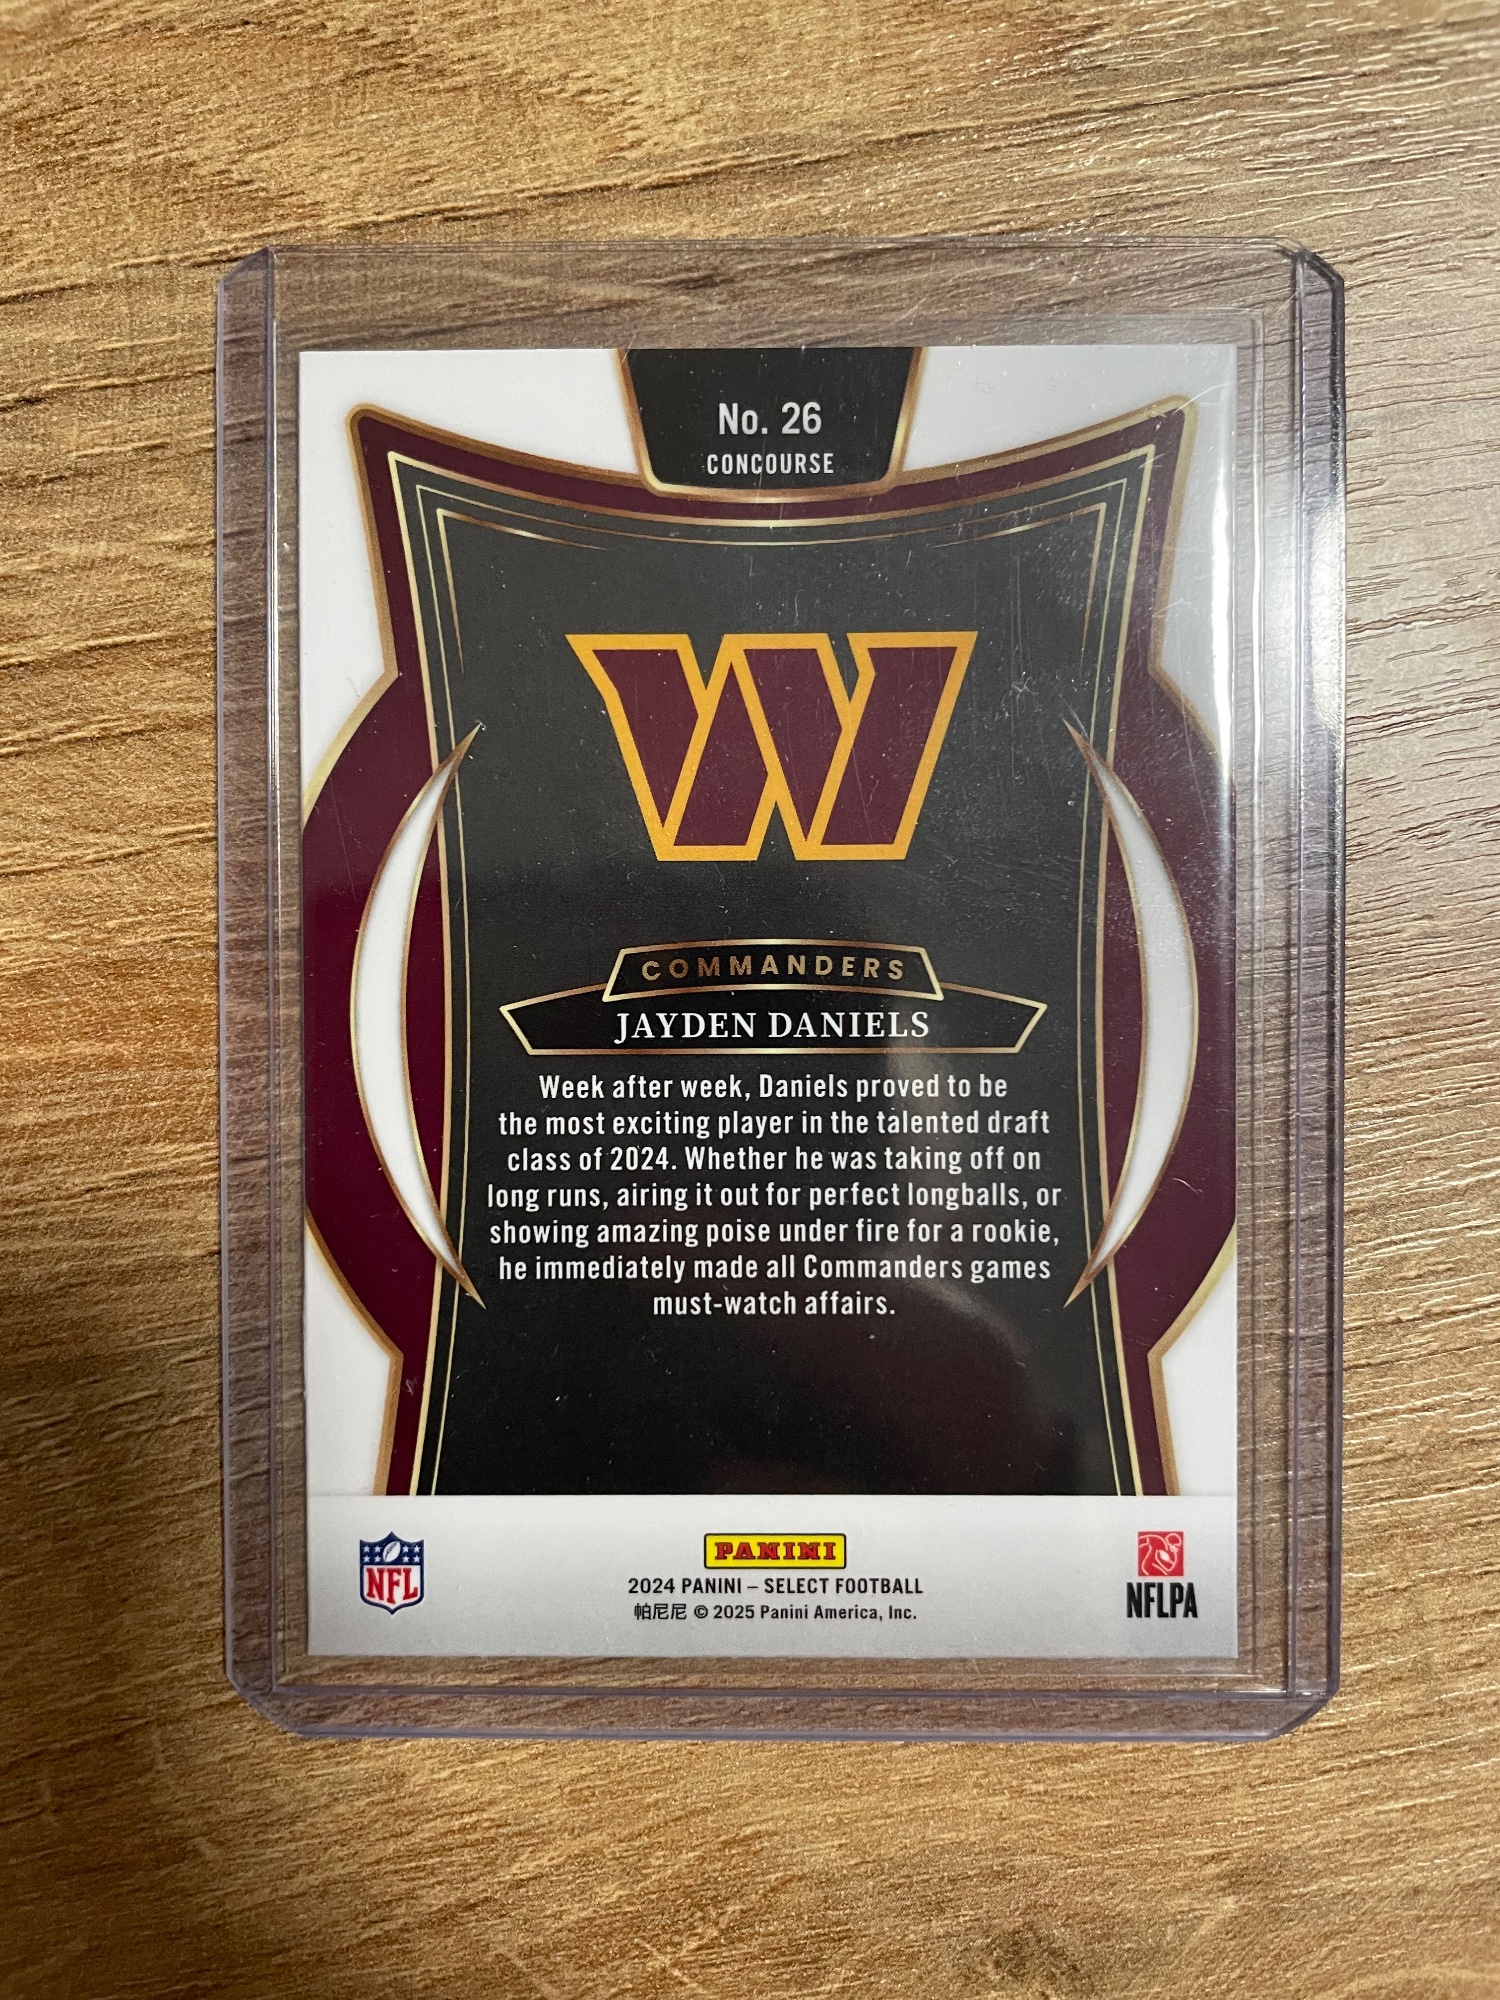 No. 26
CONCOURSE
W
COMMANDERS
JAYDEN DANIELS
Week after week, Daniels proved to be
the most exciting player in the talented draft
class of 2024. Whether he was taking off on
long runs, airing it out for perfect longballs, or
showing amazing poise under fire for a rookie,
he immediately made all Commanders games
must-watch affairs.
NFL
PANINI
2024 PANINI – SELECT FOOTBALL
帕尼尼 © 2025 Panini America, Inc.
NFLPA